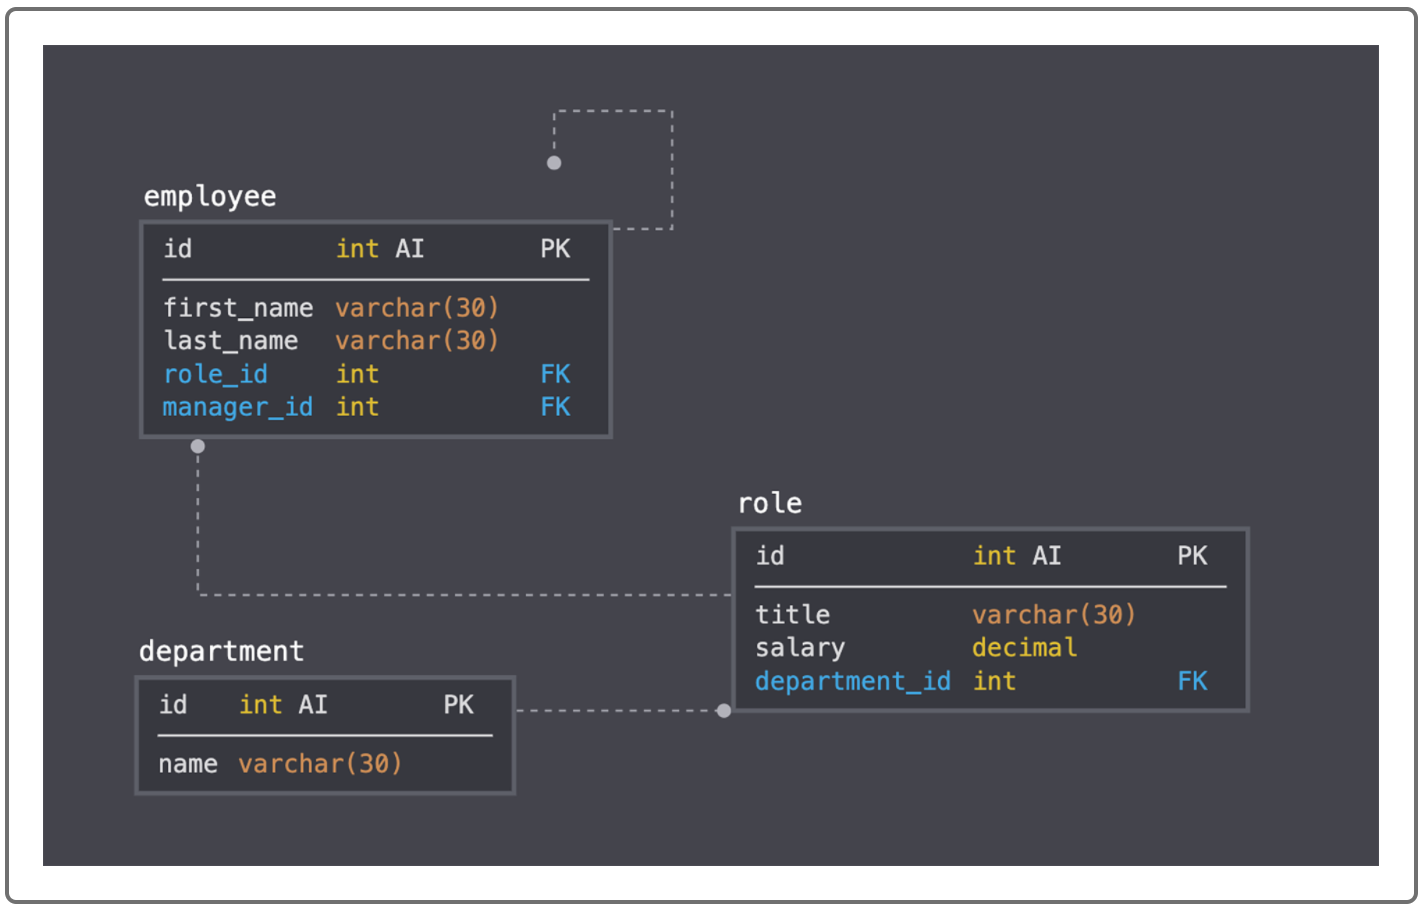 employee
id int AI PK
first_name varchar(30)
last_name varchar(30)
role_id int FK
manager_id int FK
role
id int AI PK
title varchar(30)
salary decimal
department_id int FK
department
id int AI PK
name varchar(30)